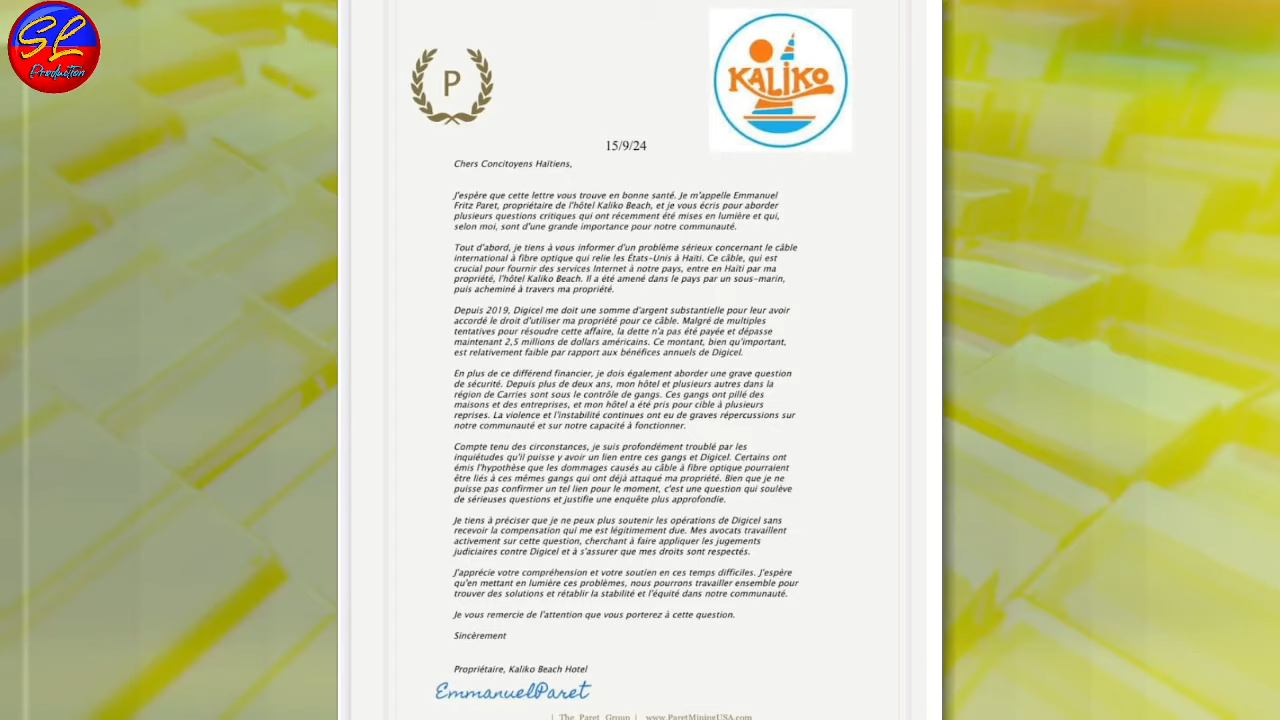 SL
Production
P
KALIKO
15/9/24
Chers Concitoyens Haïtiens,
J'espère que cette lettre vous trouve en bonne santé. Je m'appelle Emmanuel
Fritz Paret, propriétaire de l'hôtel Kaliko Beach, et je vous écris pour aborder
plusieurs questions critiques qui ont récemment été mises en lumière et qui,
selon moi, sont d'une grande importance pour notre communauté.
Tout d'abord, je tiens à vous informer d'un problème sérieux concernant le câble
international à fibre optique qui relie les États-Unis à Haïti. Ce câble, qui est
crucial pour fournir des services Internet à notre pays, entre en Haïti par ma
propriété, l'hôtel Kaliko Beach. Il a été amené dans le pays par un sous-marin,
puis acheminé à travers ma propriété.
Depuis 2019, Digicel me doit une somme d'argent substantielle pour leur avoir
accordé le droit d'utiliser ma propriété pour ce câble. Malgré de multiples
tentatives pour résoudre cette affaire, la dette n'a pas été payée et dépasse
maintenant 2,5 millions de dollars américains. Ce montant, bien qu'important,
est relativement faible par rapport aux bénéfices annuels de Digicel.
En plus de ce différend financier, je dois également aborder une grave question
de sécurité. Depuis plus de deux ans, mon hôtel et plusieurs autres dans la
région de Carries sont sous le contrôle de gangs. Ces gangs ont pillé des
maisons et des entreprises, et mon hôtel a été pris pour cible à plusieurs
reprises. La violence et l'instabilité continues ont eu de graves répercussions sur
notre communauté et sur notre capacité à fonctionner.
Compte tenu des circonstances, je suis profondément troublé par les
inquiétudes qu'il puisse y avoir un lien entre ces gangs et Digicel. Certains ont
émis l'hypothèse que les dommages causés au câble à fibre optique pourraient
être liés à ces mêmes gangs qui ont déjà attaqué ma propriété. Bien que je ne
puisse pas confirmer un tel lien pour le moment, c'est une question qui soulève
de sérieuses questions et justifie une enquête plus approfondie.
Je tiens à préciser que je ne peux plus soutenir les opérations de Digicel sans
recevoir la compensation qui me est légitimement due. Mes avocats travaillent
activement sur cette question, cherchant à faire appliquer les jugements
judiciaires contre Digicel et à s'assurer que mes droits sont respectés.
J'apprécie votre compréhension et votre soutien en ces temps difficiles. J'espère
qu'en mettant en lumière ces problèmes, nous pourrons travailler ensemble pour
trouver des solutions et rétablir la stabilité et l'équité dans notre communauté.
Je vous remercie de l'attention que vous porterez à cette question.
Sincèrement
Propriétaire, Kaliko Beach Hotel
EmmanuelParet
| The Paret Group | www.ParetMiningUSA.com